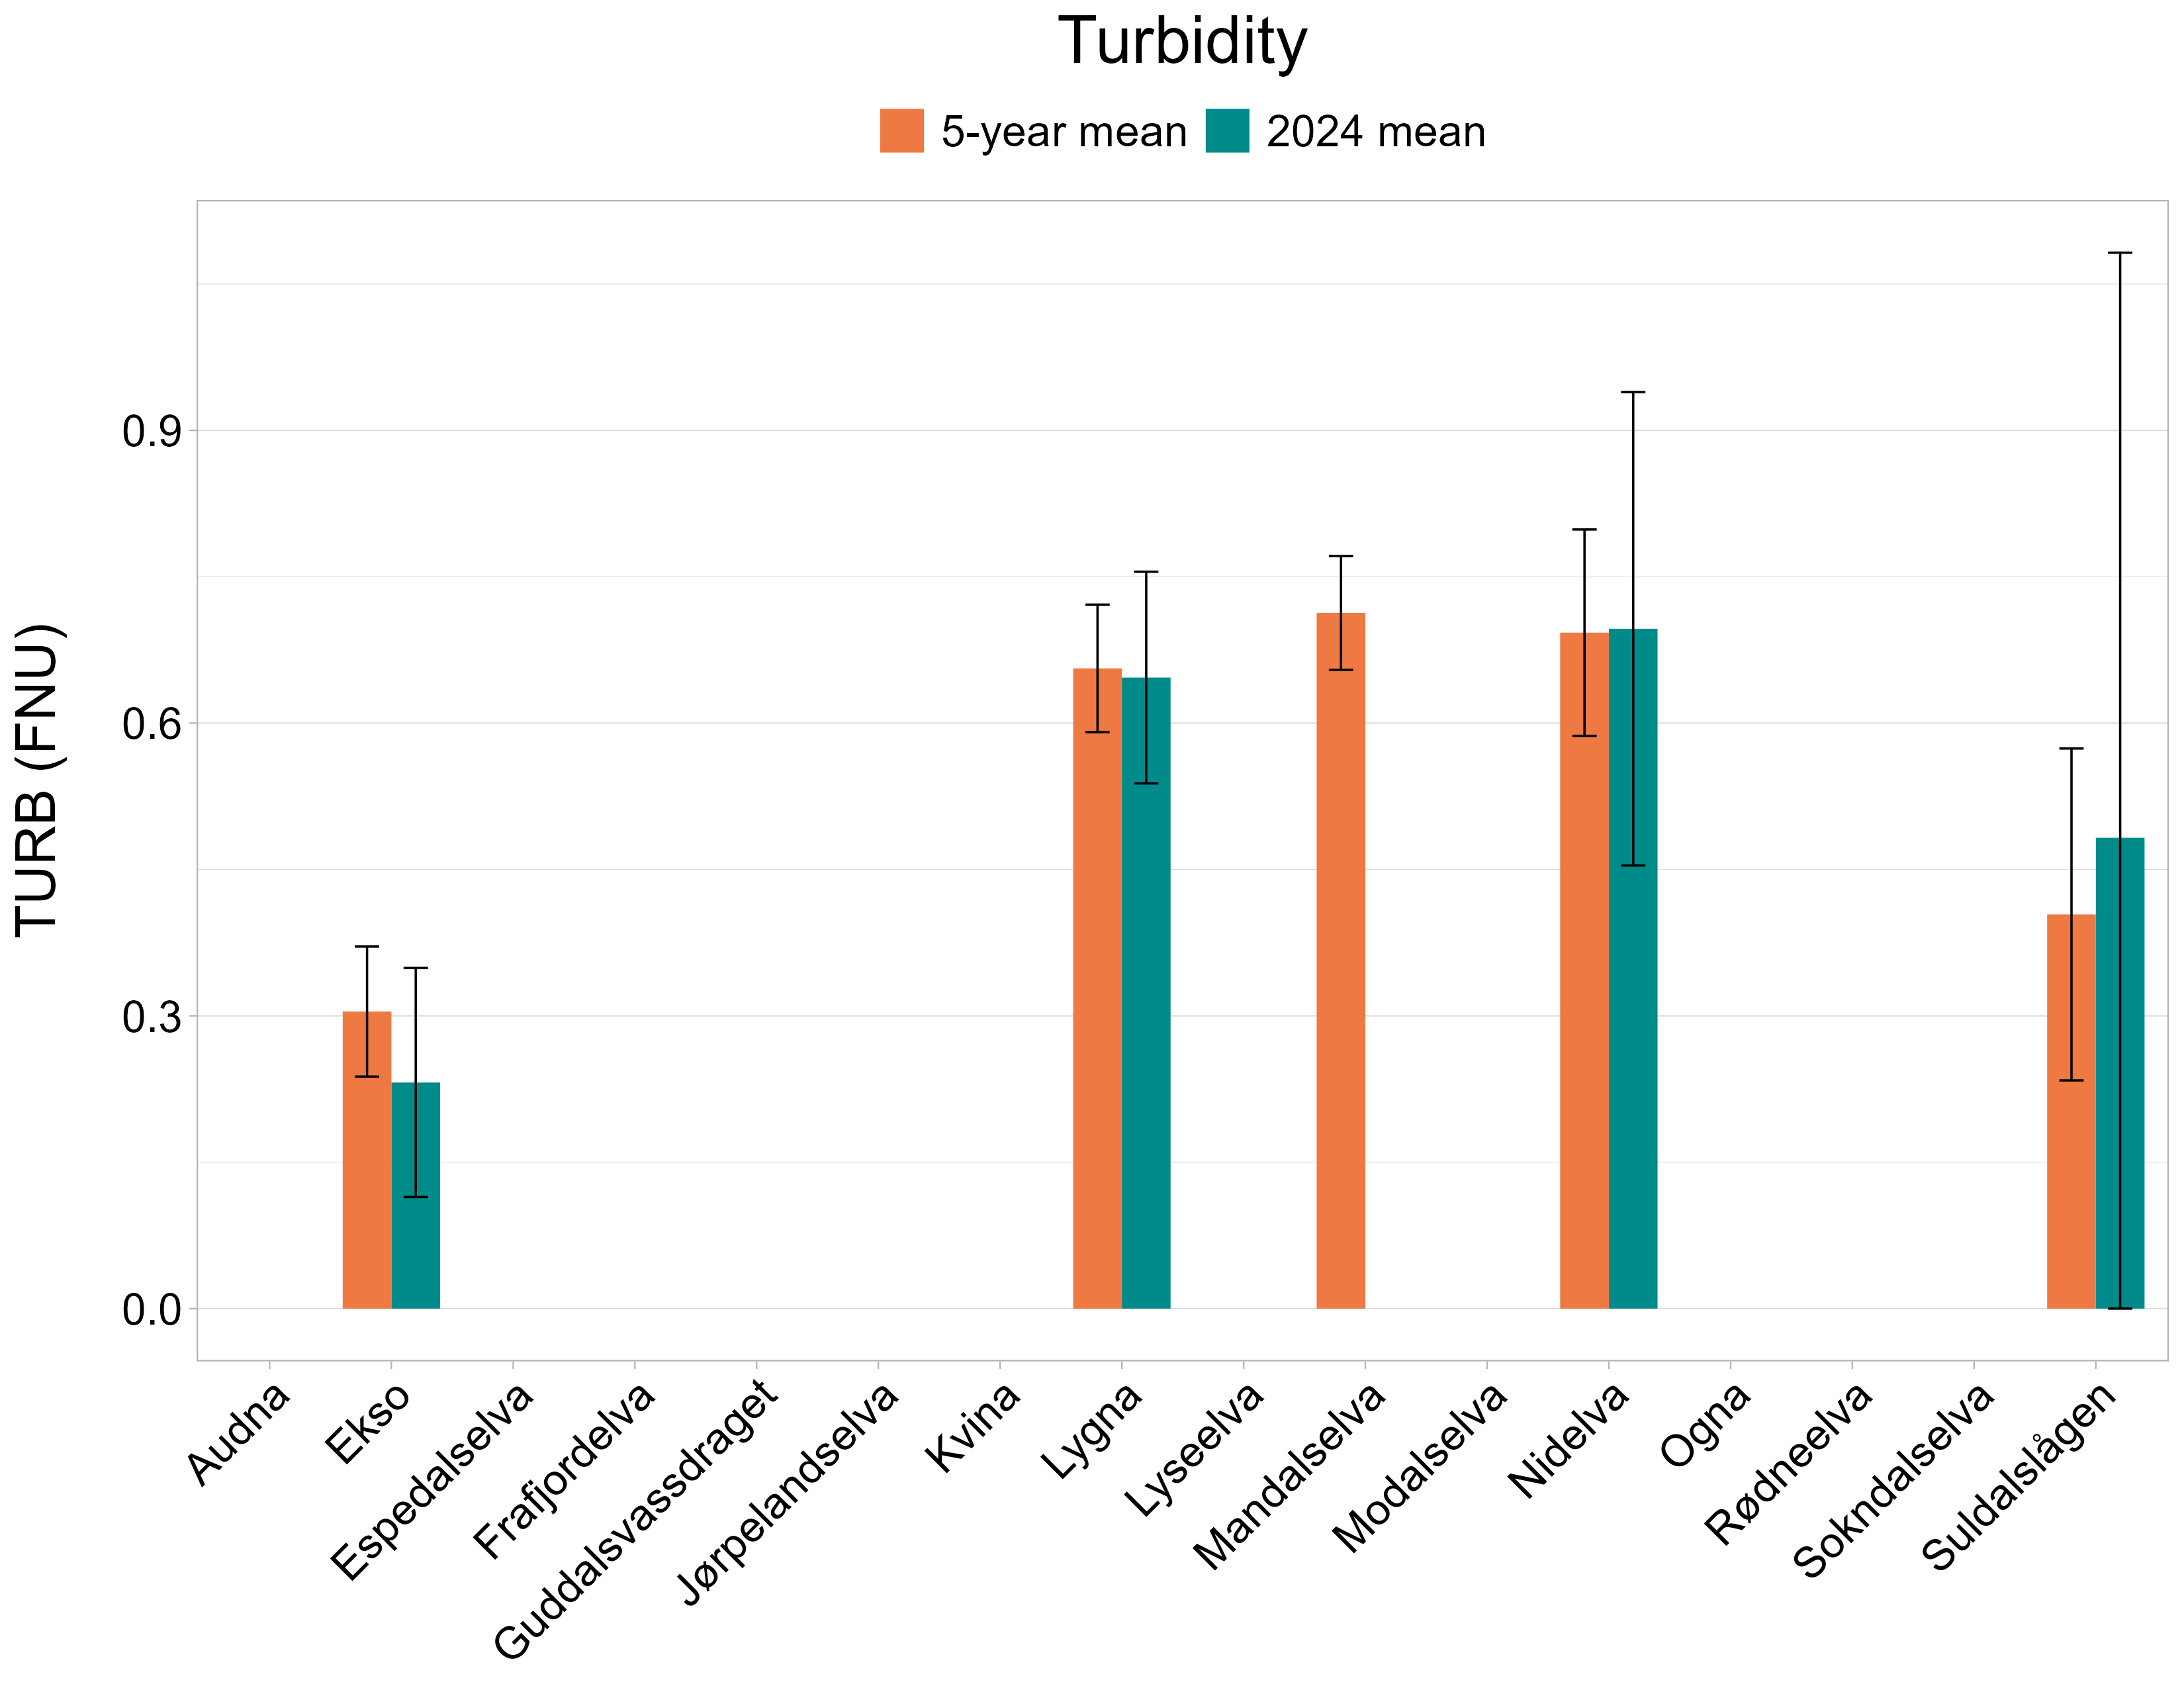 Turbidity
5-year mean 2024 mean
TURB (FNU)
0.9
0.6
0.3
0.0
Audna
Ekso
Espedalselva
Frafjordelva
Guddalsvassdraget
Jørpelandselva
Kvina
Lygna
Lyseelva
Mandalselva
Modalselva
Nidelva
Ogna
Rødneelva
Sokndalselva
Suldalslågen